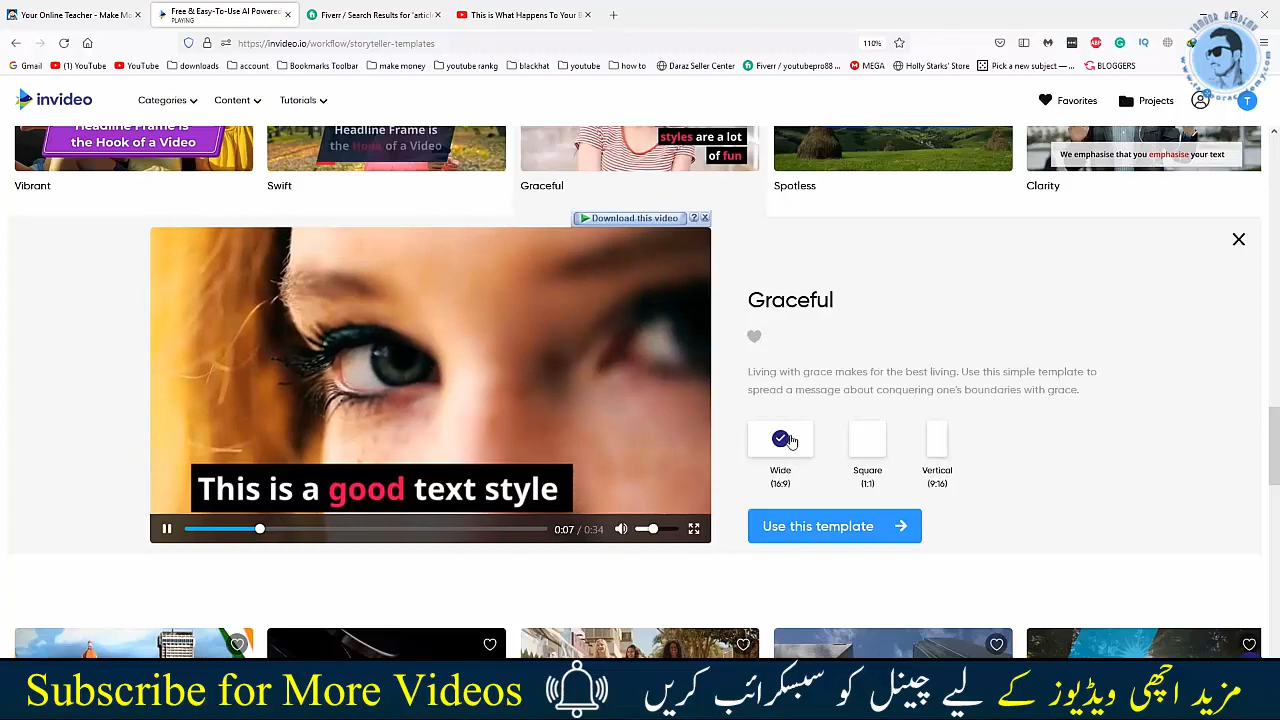 Your Online Teacher - Make Mo
Free & Easy-To-Use AI Powered
PLAYING
Fiverr / Search Results for 'articl
This is What Happens To Your B
https://invideo.io/workflow/storyteller-templates
110%
Gmail
(1) YouTube
YouTube
downloads
account
Bookmarks Toolbar
make money
youtube rankg
blackhat
youtube
how to
Daraz Seller Center
Fiverr / youtubepro88...
MEGA
Holly Starks' Store
Pick a new subject —...
BLOGGERS
invideo
Categories
Content
Tutorials
Favorites
Projects
T
Headline Frame is
the Hook of a Video
Headline Frame is
the Hook of a Video
styles are a lot
of fun
We emphasise that you emphasise your text
Vibrant
Swift
Graceful
Spotless
Clarity
Download this video
?
x
Graceful
Living with grace makes for the best living. Use this simple template to
spread a message about conquering one's boundaries with grace.
This is a good text style
0:07 / 0:34
Wide
(16:9)
Square
(1:1)
Vertical
(9:16)
Use this template
Subscribe for More Videos
مزید اچھی ویڈیوز کے لیے چینل کو سبسکرائب کریں